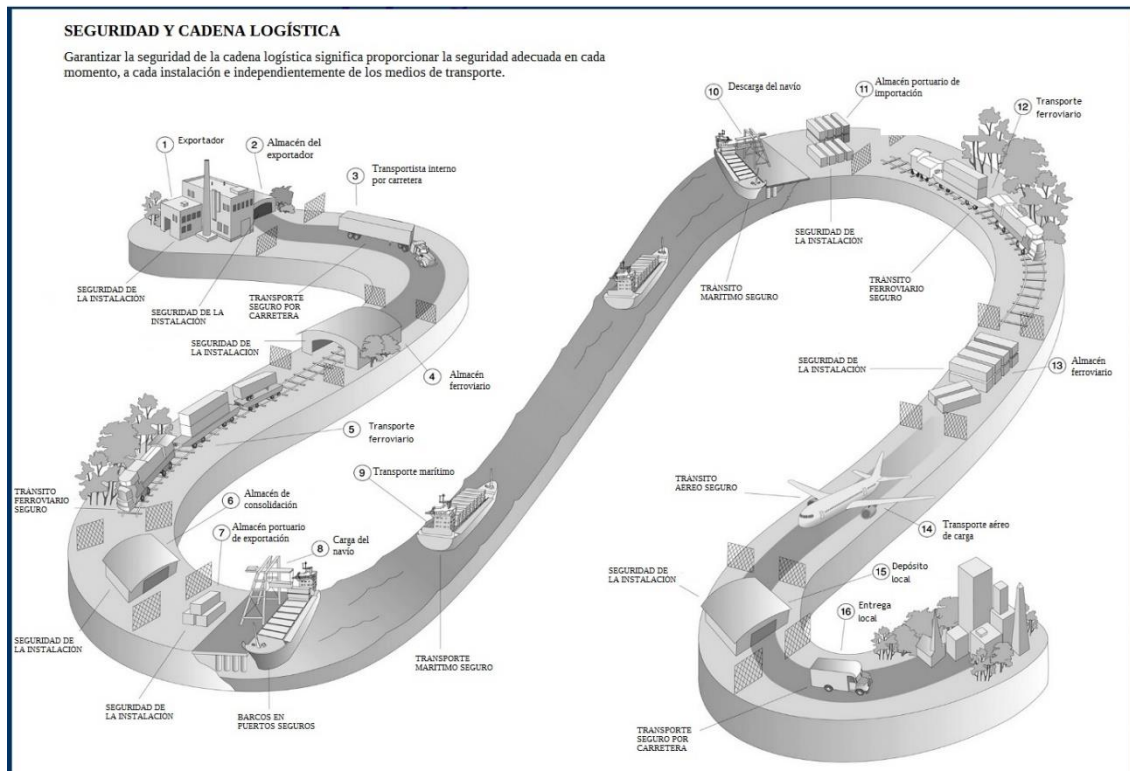 SEGURIDAD Y CADENA LOGÍSTICA
Garantizar la seguridad de la cadena logística significa proporcionar la seguridad adecuada en cada
momento, a cada instalación e independientemente de los medios de transporte.
1 Exportador
2 Almacén del
exportador
3 Transportista interno
por carretera
SEGURIDAD DE
LA INSTALACIÓN
SEGURIDAD DE LA
INSTALACIÓN
TRANSPORTE
SEGURO POR
CARRETERA
SEGURIDAD DE
LA INSTALACIÓN
4 Almacén
ferroviario
5 Transporte
ferroviario
TRÁNSITO
FERROVIARIO
SEGURO
6 Almacén de
consolidación
7 Almacén portuario
de exportación
8 Carga del
navío
SEGURIDAD DE
LA INSTALACIÓN
SEGURIDAD DE
LA INSTALACIÓN
BARCOS EN
PUERTOS SEGUROS
9 Transporte marítimo
TRANSPORTE
MARÍTIMO SEGURO
10 Descarga del navío
11 Almacén portuario de
importación
12 Transporte
ferroviario
TRÁNSITO
MARÍTIMO SEGURO
SEGURIDAD DE
LA INSTALACIÓN
TRÁNSITO
FERROVIARIO
SEGURO
SEGURIDAD DE
LA INSTALACIÓN
13 Almacén
ferroviario
TRÁNSITO
AÉREO SEGURO
14 Transporte aéreo
de carga
SEGURIDAD DE
LA INSTALACIÓN
15 Depósito
local
16 Entrega
local
TRANSPORTE
SEGURO POR
CARRETERA